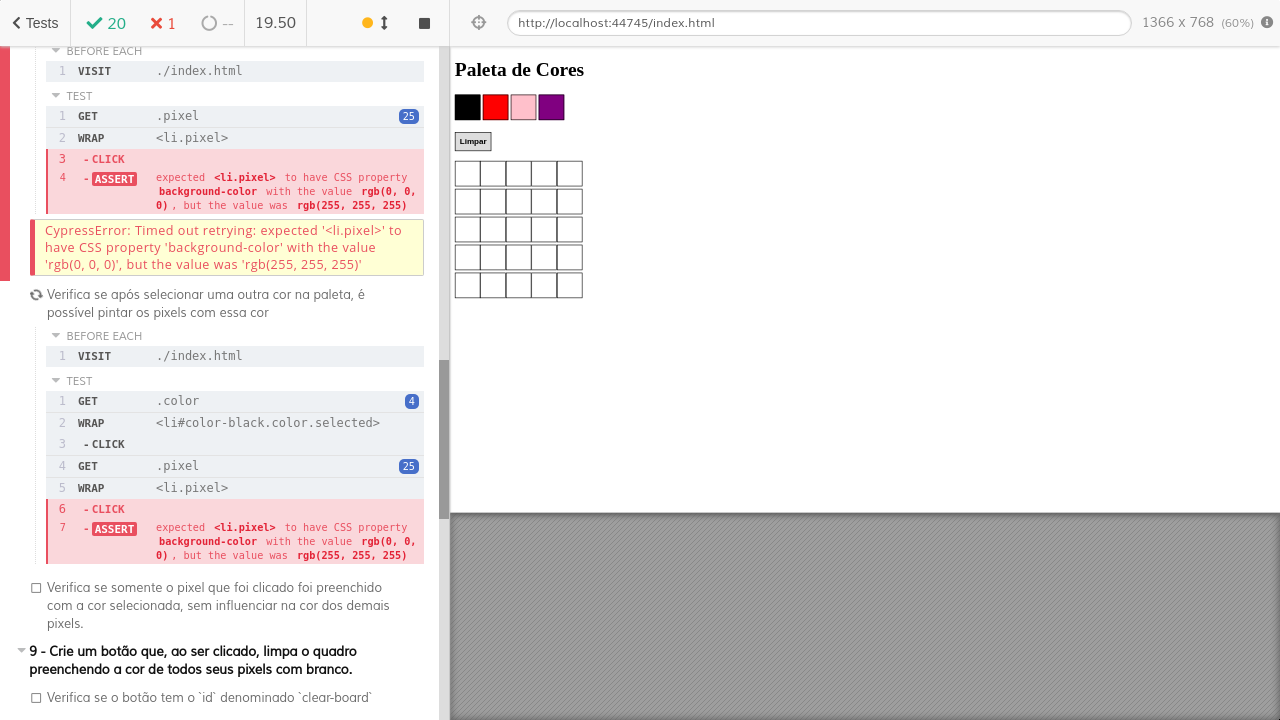 Tests
20
1
--
19.50
http://localhost:44745/index.html
1366 x 768 (60%)
BEFORE EACH
1 VISIT ./index.html
TEST
1 GET .pixel 25
2 WRAP <li.pixel>
3 - CLICK
4 - ASSERT expected <li.pixel> to have CSS property
background-color with the value rgb(0, 0,
0), but the value was rgb(255, 255, 255)
CypressError: Timed out retrying: expected '<li.pixel>' to
have CSS property 'background-color' with the value
'rgb(0, 0, 0)', but the value was 'rgb(255, 255, 255)'
Verifica se após selecionar uma outra cor na paleta, é
possível pintar os pixels com essa cor
BEFORE EACH
1 VISIT ./index.html
TEST
1 GET .color 4
2 WRAP <li#color-black.color.selected>
3 - CLICK
4 GET .pixel 25
5 WRAP <li.pixel>
6 - CLICK
7 - ASSERT expected <li.pixel> to have CSS property
background-color with the value rgb(0, 0,
0), but the value was rgb(255, 255, 255)
Verifica se somente o pixel que foi clicado foi preenchido
com a cor selecionada, sem influenciar na cor dos demais
pixels.
9 - Crie um botão que, ao ser clicado, limpa o quadro
preenchendo a cor de todos seus pixels com branco.
Verifica se o botão tem o `id` denominado `clear-board`
Paleta de Cores
Limpar